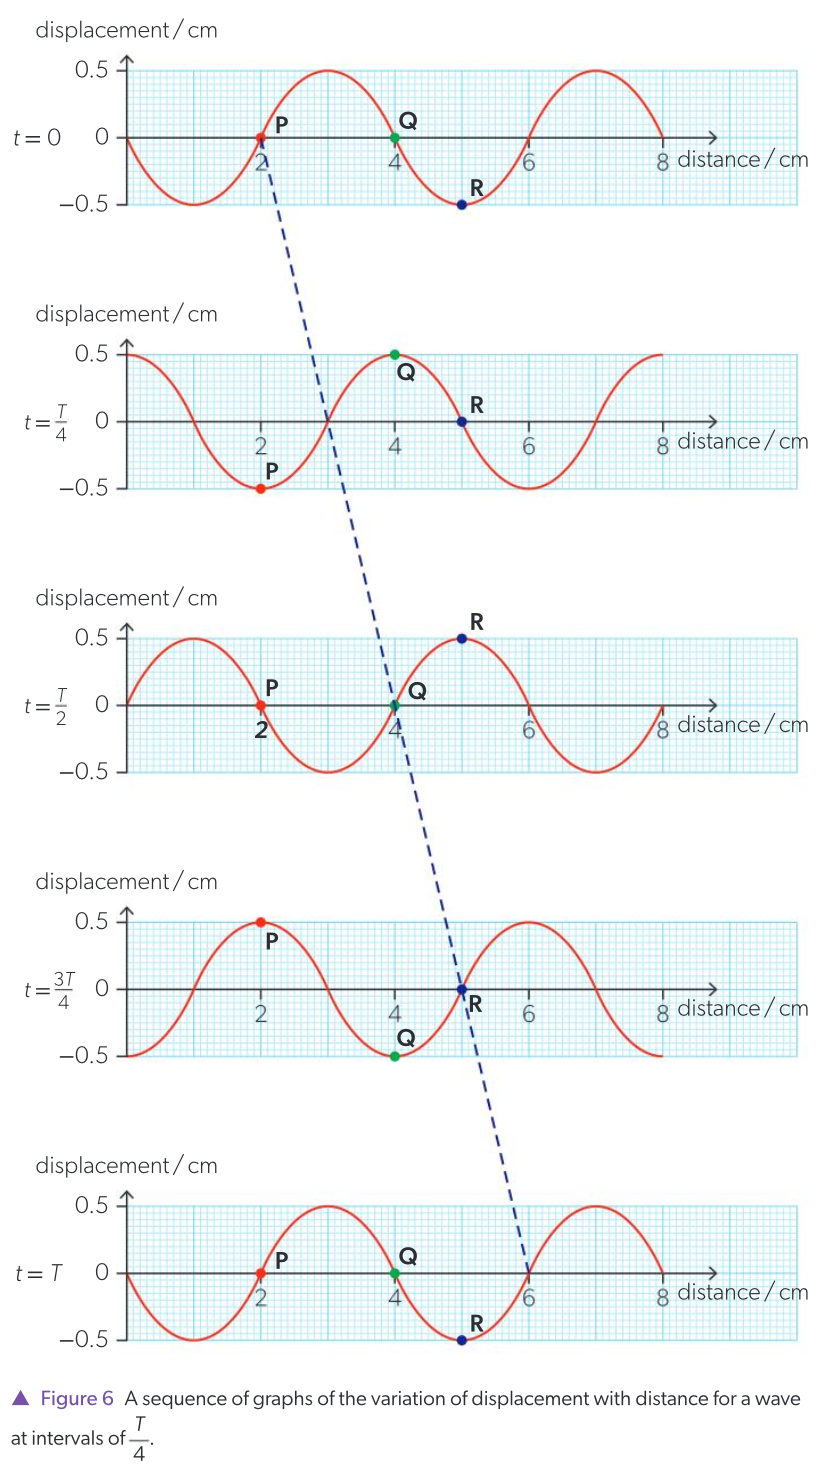 displacement / cm
0.5
P
Q
t = 0
0
2
4
6
8
distance / cm
R
−0.5
displacement / cm
0.5
Q
R
t = T/4
0
2
4
6
8
distance / cm
P
−0.5
displacement / cm
R
0.5
P
Q
t = T/2
0
2
4
6
8
distance / cm
−0.5
displacement / cm
0.5
P
t = 3T/4
0
R
2
4
6
8
distance / cm
Q
−0.5
displacement / cm
0.5
P
Q
t = T
0
2
4
6
8
distance / cm
R
−0.5
▲ Figure 6 A sequence of graphs of the variation of displacement with distance for a wave
at intervals of T/4.